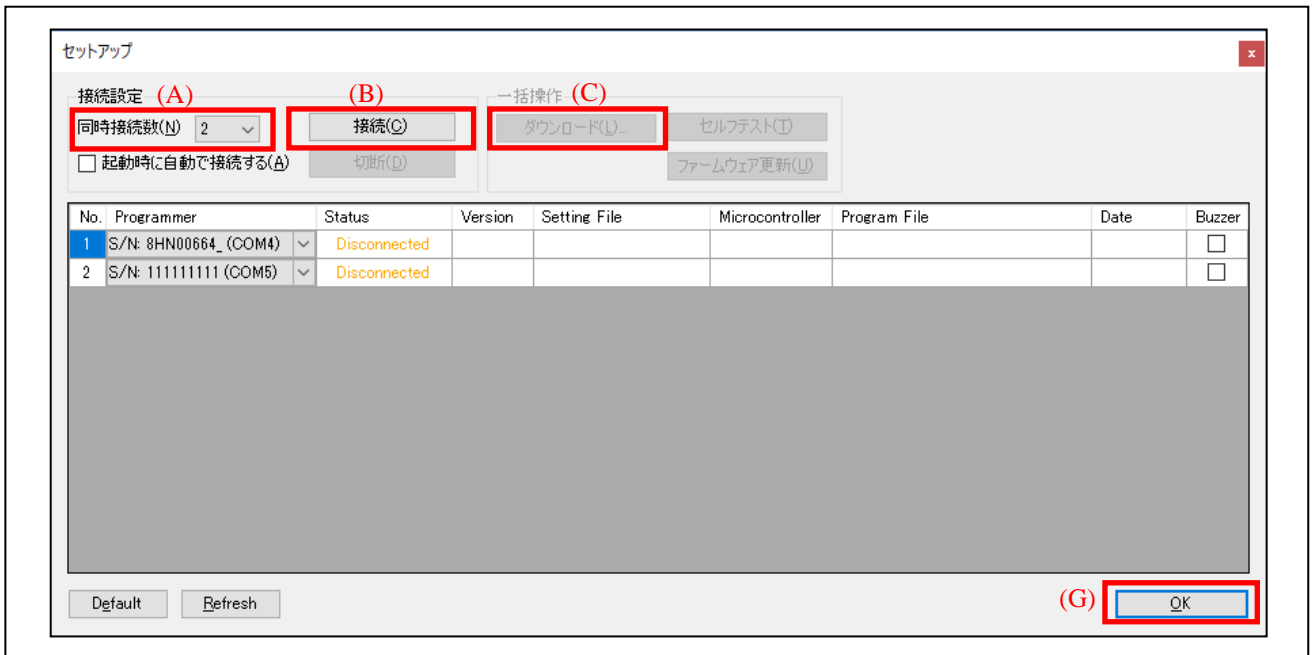 セットアップ
x
接続設定 (A) (B) 一括操作 (C)
同時接続数(N) 2 接続(C) ダウンロード(L)... セルフテスト(T)
起動時に自動で接続する(A) 切断(D) ファームウェア更新(U)
No. Programmer Status Version Setting File Microcontroller Program File Date Buzzer
1 S/N: 8HN00664_ (COM4) Disconnected
2 S/N: 111111111 (COM5) Disconnected
Default Refresh (G) OK